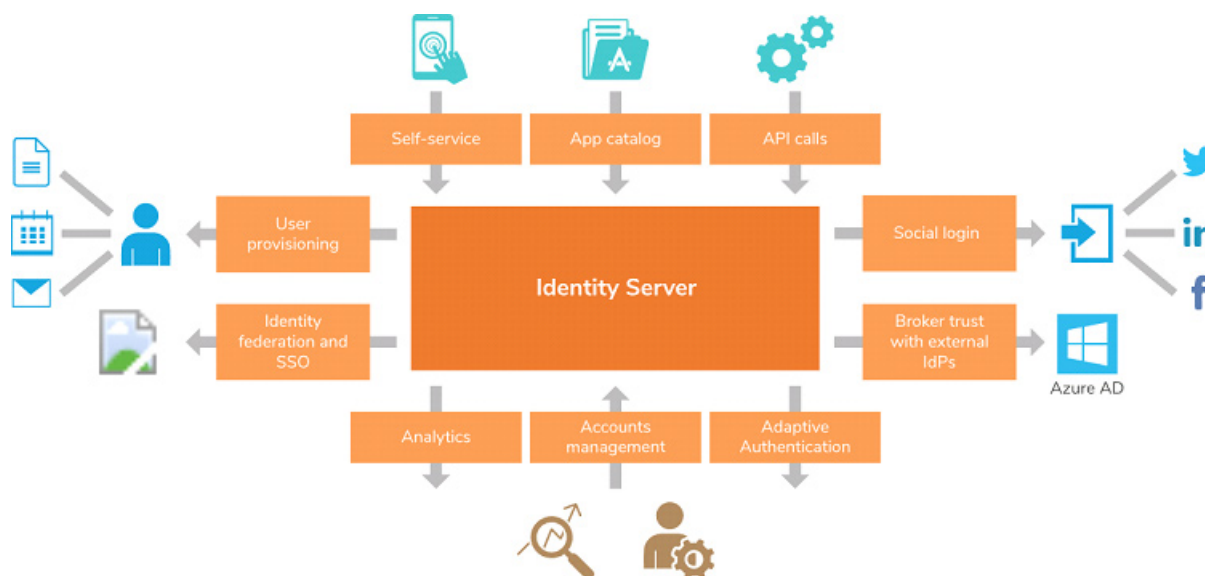 Self-service
App catalog
API calls
User
provisioning
Social login
Identity Server
Identity
federation and
SSO
Broker trust
with external
IdPs
Azure AD
Analytics
Accounts
management
Adaptive
Authentication